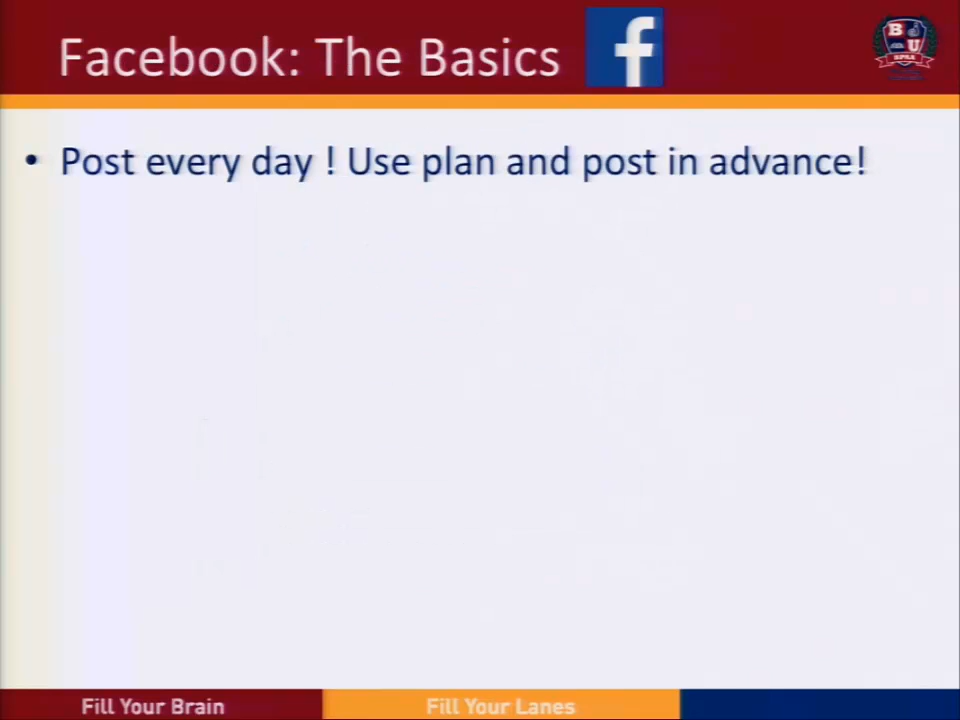 Facebook: The Basics
• Post every day ! Use plan and post in advance!
Fill Your Brain
Fill Your Lanes